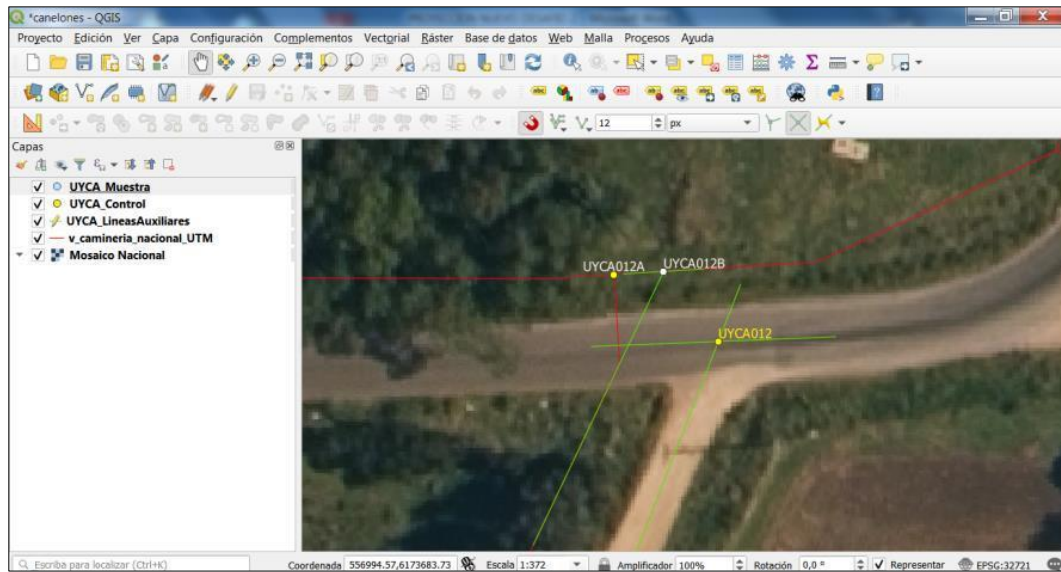 *canelones - QGIS
Proyecto Edición Ver Capa Configuración Complementos Vectorial Ráster Base de datos Web Malla Procesos Ayuda
12 px
Capas
UYCA_Muestra
UYCA_Control
UYCA_LineasAuxiliares
v_camineria_nacional_UTM
Mosaico Nacional
UYCA012A
UYCA012B
UYCA012
Escriba para localizar (Ctrl+K) Coordenada 556994.57,6173683.73 Escala 1:372 Amplificador 100% Rotación 0,0 ° Representar EPSG:32721